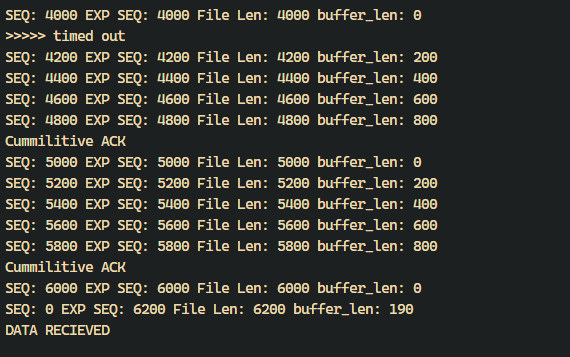 SEQ: 4000 EXP SEQ: 4000 File Len: 4000 buffer_len: 0
>>>>> timed out
SEQ: 4200 EXP SEQ: 4200 File Len: 4200 buffer_len: 200
SEQ: 4400 EXP SEQ: 4400 File Len: 4400 buffer_len: 400
SEQ: 4600 EXP SEQ: 4600 File Len: 4600 buffer_len: 600
SEQ: 4800 EXP SEQ: 4800 File Len: 4800 buffer_len: 800
Cummilitive ACK
SEQ: 5000 EXP SEQ: 5000 File Len: 5000 buffer_len: 0
SEQ: 5200 EXP SEQ: 5200 File Len: 5200 buffer_len: 200
SEQ: 5400 EXP SEQ: 5400 File Len: 5400 buffer_len: 400
SEQ: 5600 EXP SEQ: 5600 File Len: 5600 buffer_len: 600
SEQ: 5800 EXP SEQ: 5800 File Len: 5800 buffer_len: 800
Cummilitive ACK
SEQ: 6000 EXP SEQ: 6000 File Len: 6000 buffer_len: 0
SEQ: 0 EXP SEQ: 6200 File Len: 6200 buffer_len: 190
DATA RECIEVED